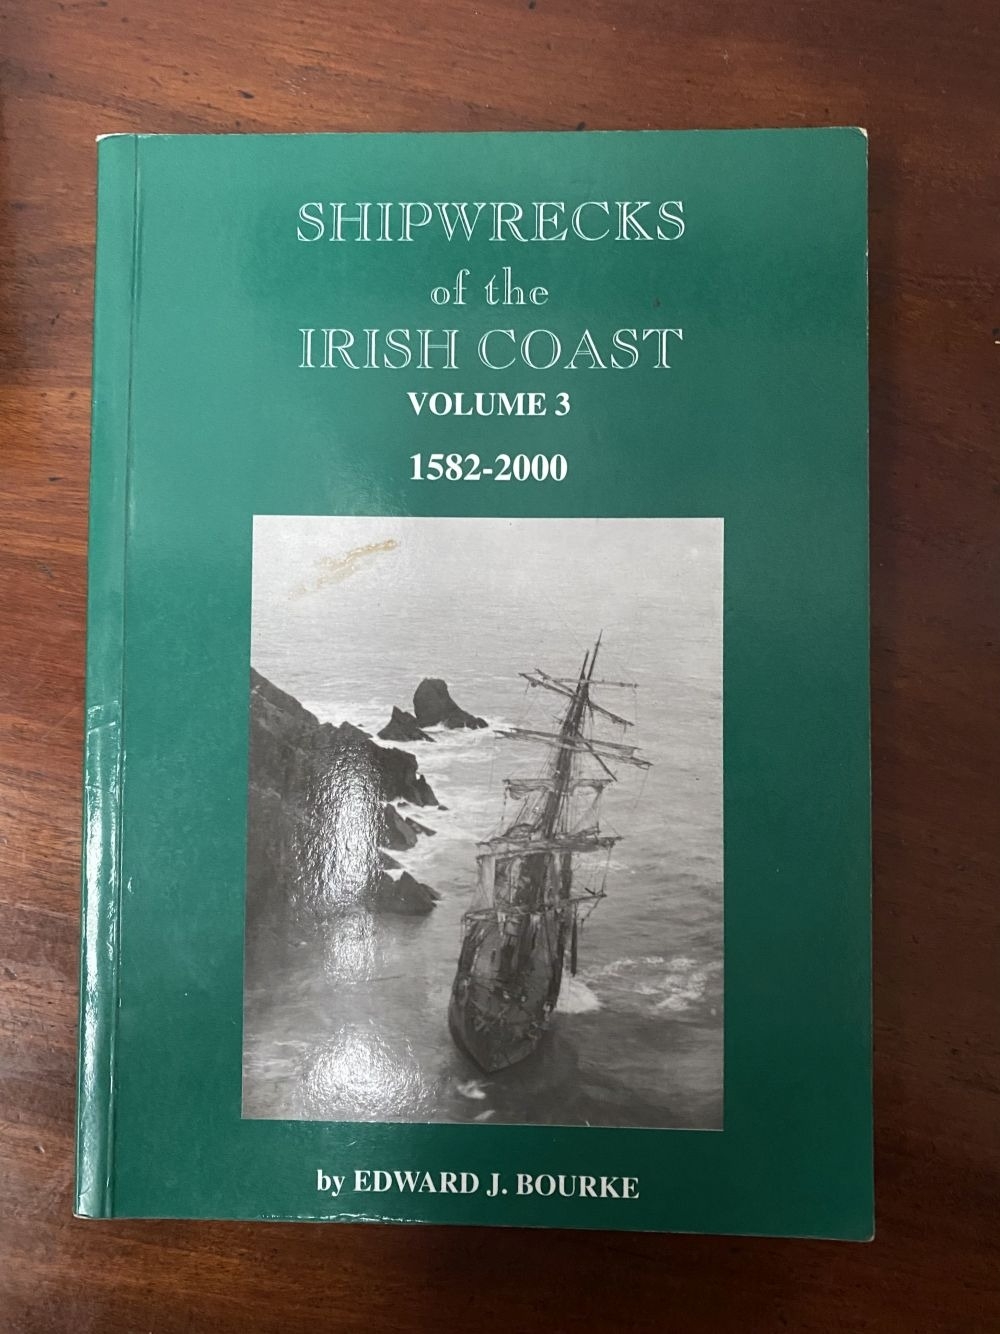 SHIPWRECKS
of the
IRISH COAST
VOLUME 3
1582-2000
by EDWARD J. BOURKE